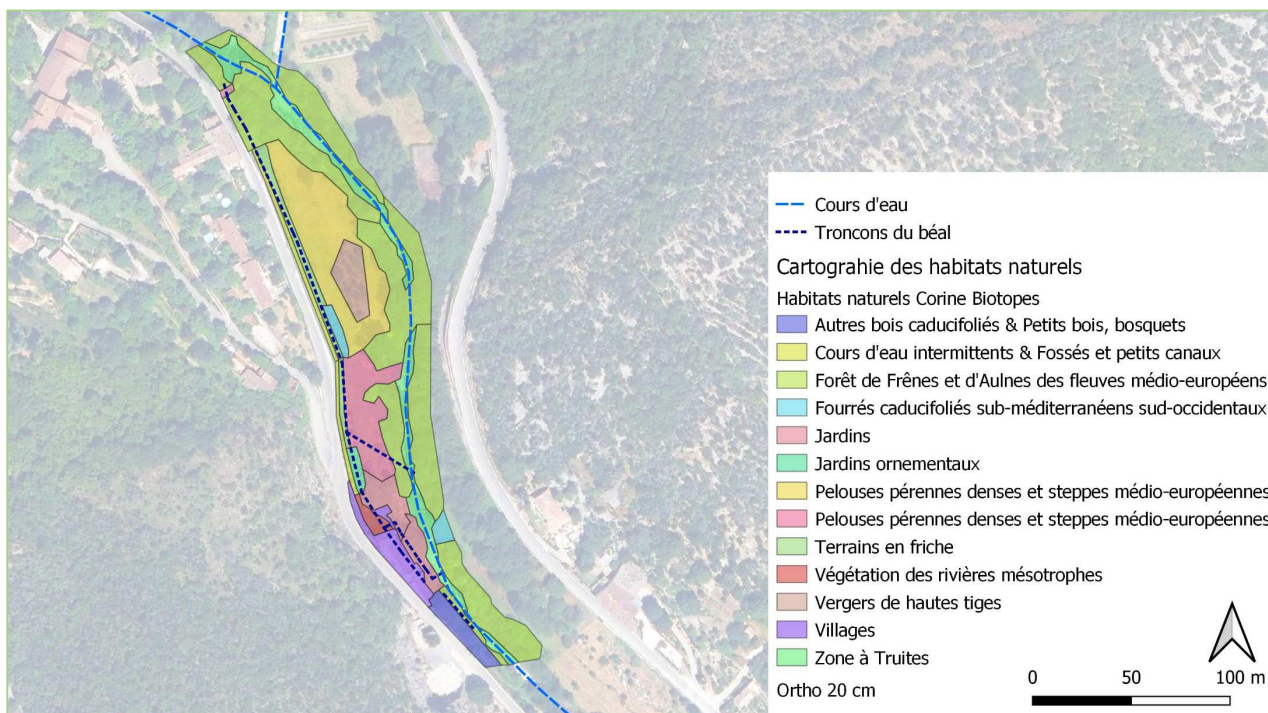 Cours d'eau
Troncons du béal
Cartograhie des habitats naturels
Habitats naturels Corine Biotopes
Autres bois caducifoliés & Petits bois, bosquets
Cours d'eau intermittents & Fossés et petits canaux
Forêt de Frênes et d'Aulnes des fleuves médio-européens
Fourrés caducifoliés sub-méditerranéens sud-occidentaux
Jardins
Jardins ornementaux
Pelouses pérennes denses et steppes médio-européennes
Pelouses pérennes denses et steppes médio-européennes
Terrains en friche
Végétation des rivières mésotrophes
Vergers de hautes tiges
Villages
Zone à Truites
Ortho 20 cm
0 50 100 m